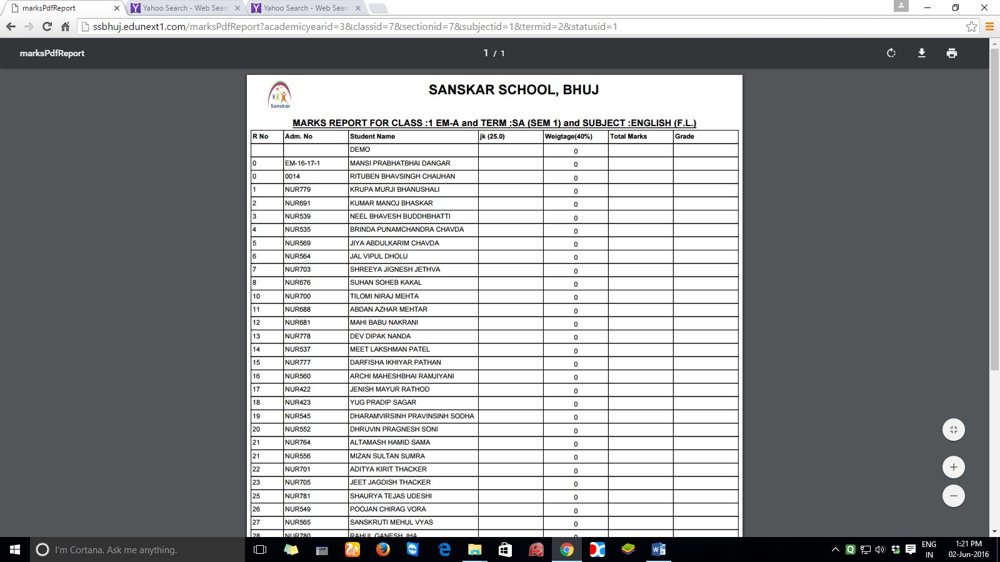 marksPdfReport
Yahoo Search - Web Searc
Yahoo Search - Web Searc
ssbhuj.edunext1.com/marksPdfReport?academicyearid=3&classid=7&sectionid=7&subjectid=1&termid=2&statusid=1
marksPdfReport 1 / 1
Sanskar
SANSKAR SCHOOL, BHUJ
MARKS REPORT FOR CLASS :1 EM-A and TERM :SA (SEM 1) and SUBJECT :ENGLISH (F.L.)
R No Adm. No Student Name jk (25.0) Weigtage(40%) Total Marks Grade
DEMO 0
0 EM-16-17-1 MANSI PRABHATBHAI DANGAR 0
0 0014 RITUBEN BHAVSINGH CHAUHAN 0
1 NUR779 KRUPA MURJI BHANUSHALI 0
2 NUR691 KUMAR MANOJ BHASKAR 0
3 NUR539 NEEL BHAVESH BUDDHBHATTI 0
4 NUR535 BRINDA PUNAMCHANDRA CHAVDA 0
5 NUR569 JIYA ABDULKARIM CHAVDA 0
6 NUR564 JAL VIPUL DHOLU 0
7 NUR703 SHREEYA JIGNESH JETHVA 0
8 NUR676 SUHAN SOHEB KAKAL 0
10 NUR700 TILOMI NIRAJ MEHTA 0
11 NUR688 ABDAN AZHAR MEHTAR 0
12 NUR681 MAHI BABU NAKRANI 0
13 NUR778 DEV DIPAK NANDA 0
14 NUR537 MEET LAKSHMAN PATEL 0
15 NUR777 DARFISHA IKHIYAR PATHAN 0
16 NUR560 ARCHI MAHESHBHAI RAMJIYANI 0
17 NUR422 JENISH MAYUR RATHOD 0
18 NUR423 YUG PRADIP SAGAR 0
19 NUR545 DHARAMVIRSINH PRAVINSINH SODHA 0
20 NUR552 DHRUVIN PRAGNESH SONI 0
21 NUR764 ALTAMASH HAMID SAMA 0
21 NUR556 MIZAN SULTAN SUMRA 0
22 NUR701 ADITYA KIRIT THACKER 0
23 NUR705 JEET JAGDISH THACKER 0
25 NUR781 SHAURYA TEJAS UDESHI 0
26 NUR549 POOJAN CHIRAG VORA 0
27 NUR565 SANSKRUTI MEHUL VYAS 0
28 NUR780 RAHUL GANESH JHA 0
I'm Cortana. Ask me anything.
ENG
IN
1:21 PM
02-Jun-2016